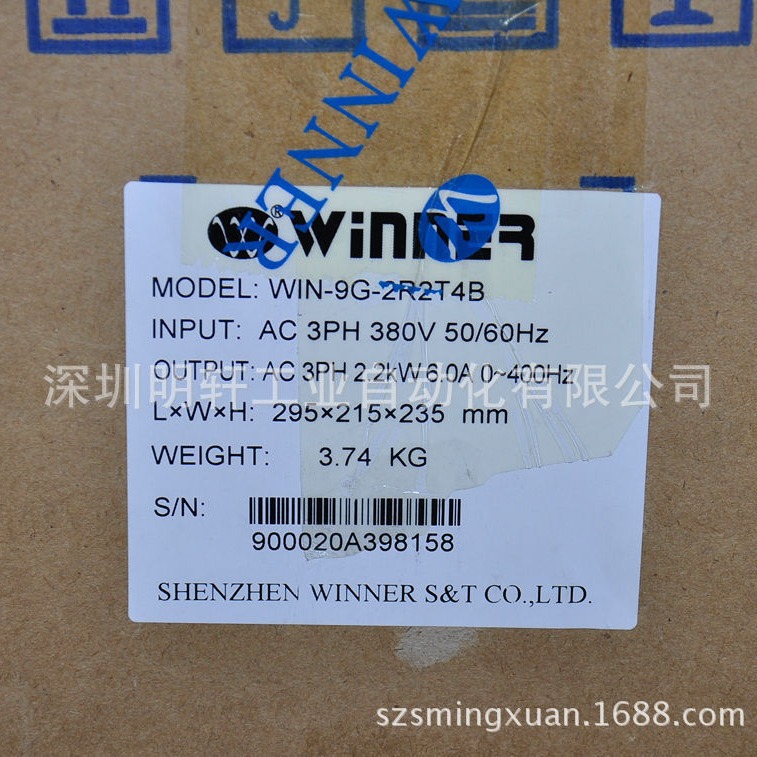 WINNER
WINNER
MODEL: WIN-9G-2R2T4B
INPUT: AC 3PH 380V 50/60Hz
OUTPUT: AC 3PH 2.2kW 6.0A 0~400Hz
深圳明轩工业自动化有限公司
L×W×H: 295×215×235 mm
WEIGHT: 3.74 KG
S/N:
900020A398158
SHENZHEN WINNER S&T CO.,LTD.
szsmingxuan.1688.com